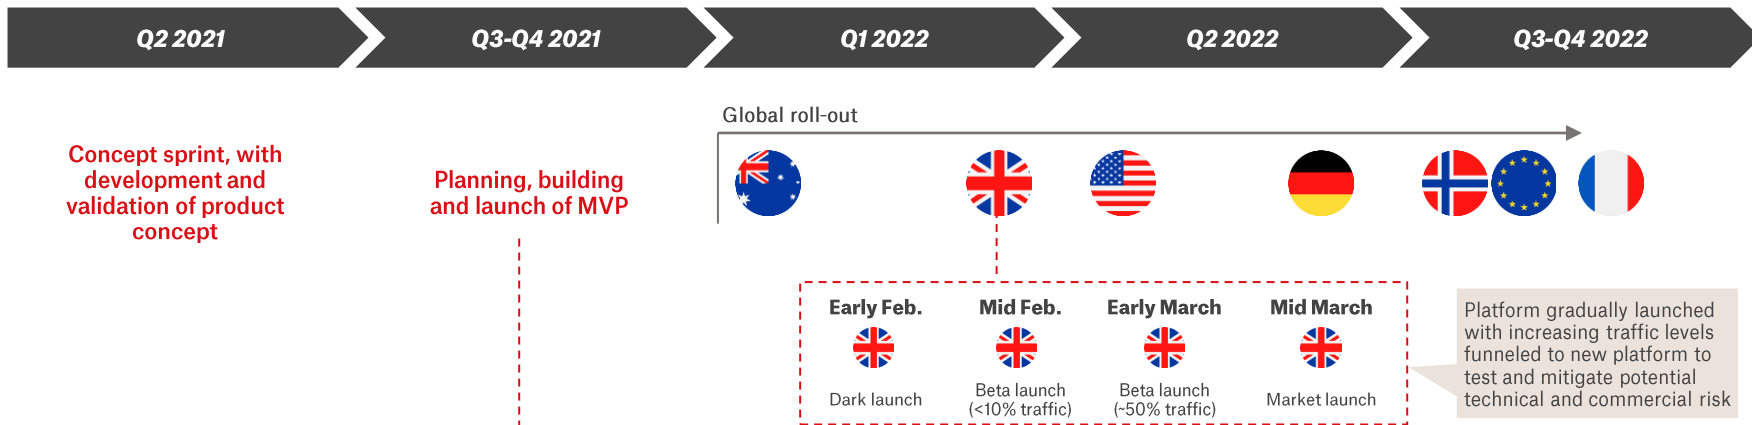 Q2 2021
Q3-Q4 2021
Q1 2022
Q2 2022
Q3-Q4 2022
Global roll-out
Concept sprint, with
development and
validation of product
concept
Planning, building
and launch of MVP
Early Feb.
Mid Feb.
Early March
Mid March
Dark launch
Beta launch
(<10% traffic)
Beta launch
(~50% traffic)
Market launch
Platform gradually launched
with increasing traffic levels
funneled to new platform to
test and mitigate potential
technical and commercial risk